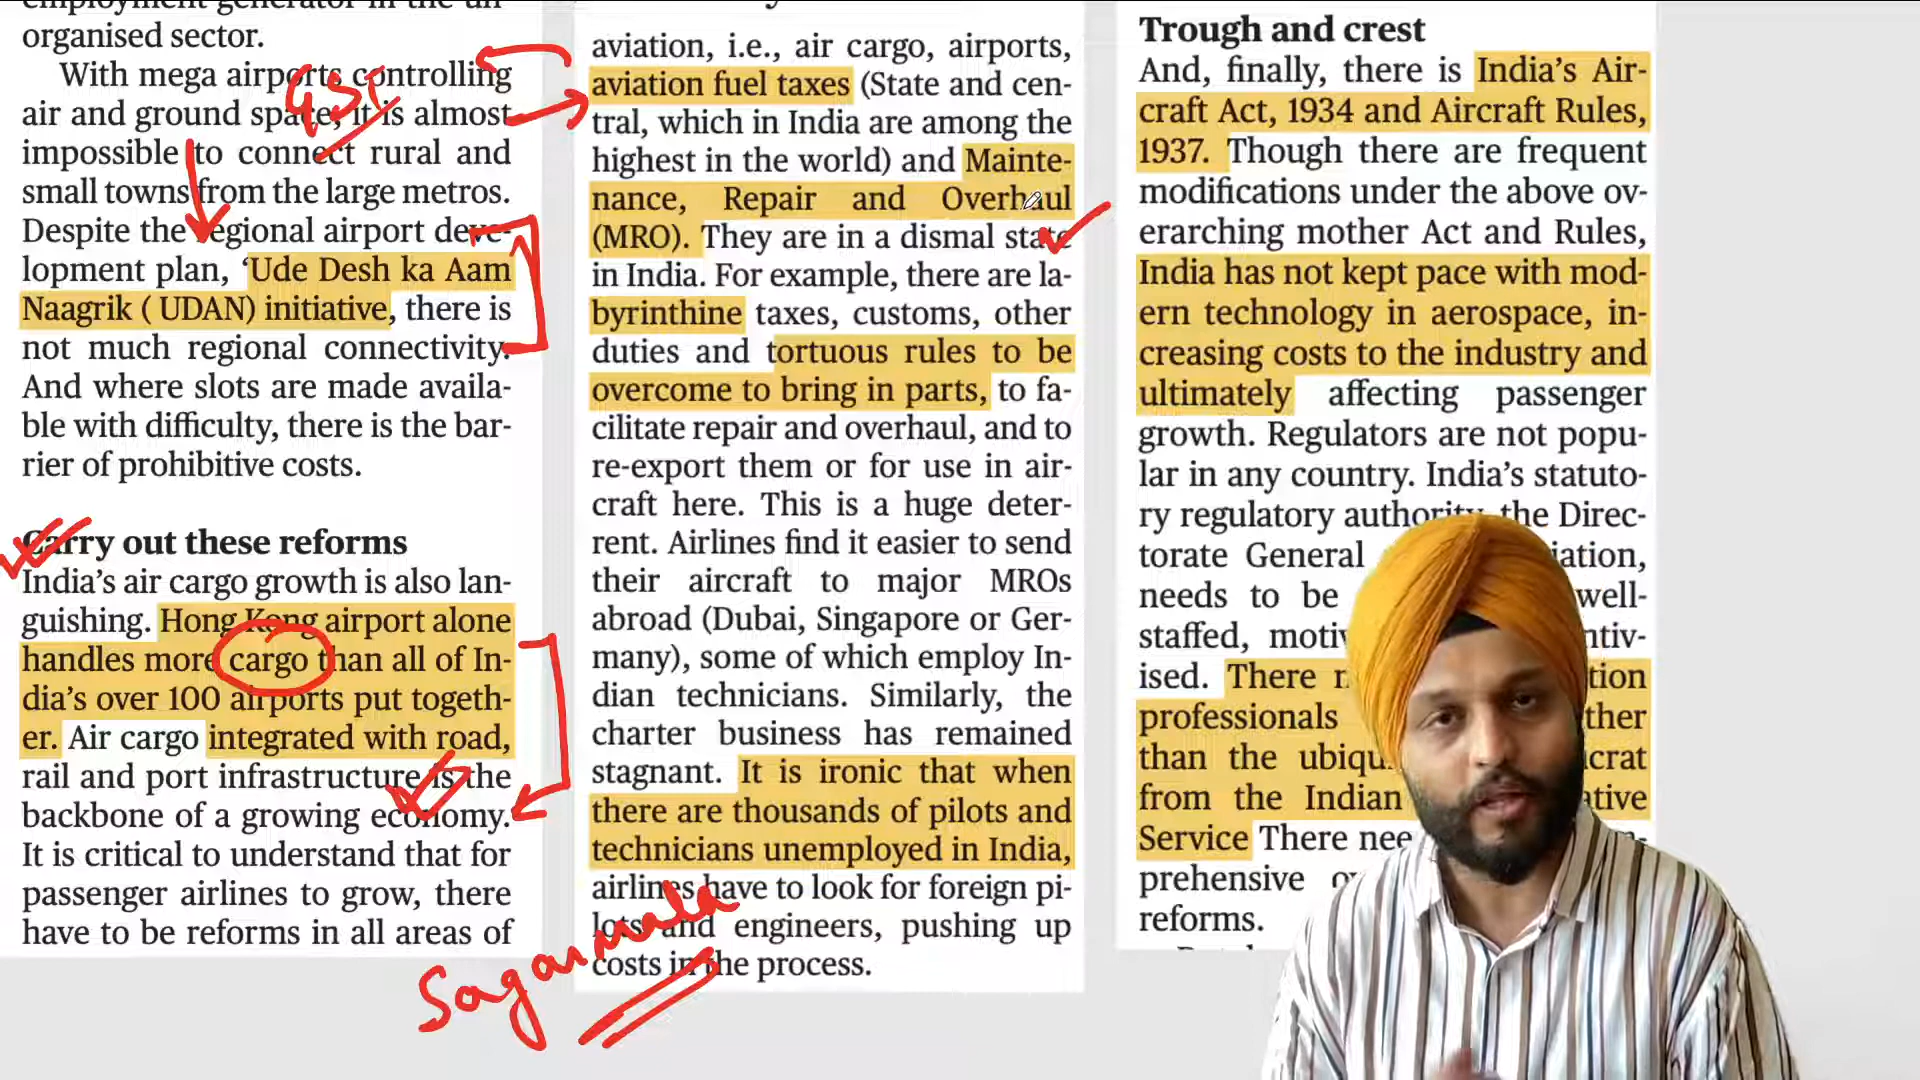 organised sector.
With mega airports controlling
air and ground space, it is almost
impossible to connect rural and
small towns from the large metros.
Despite the regional airport deve-
lopment plan, ‘Ude Desh ka Aam
Naagrik ( UDAN) initiative, there is
not much regional connectivity.
And where slots are made availa-
ble with difficulty, there is the bar-
rier of prohibitive costs.
Carry out these reforms
India’s air cargo growth is also lan-
guishing. Hong Kong airport alone
handles more cargo than all of In-
dia’s over 100 airports put togeth-
er. Air cargo integrated with road,
rail and port infrastructure is the
backbone of a growing economy.
It is critical to understand that for
passenger airlines to grow, there
have to be reforms in all areas of
GST
aviation, i.e., air cargo, airports,
aviation fuel taxes (State and cen-
tral, which in India are among the
highest in the world) and Mainte-
nance, Repair and Overhaul
(MRO). They are in a dismal state
in India. For example, there are la-
byrinthine taxes, customs, other
duties and tortuous rules to be
overcome to bring in parts, to fa-
cilitate repair and overhaul, and to
re-export them or for use in air-
craft here. This is a huge deter-
rent. Airlines find it easier to send
their aircraft to major MROs
abroad (Dubai, Singapore or Ger-
many), some of which employ In-
dian technicians. Similarly, the
charter business has remained
stagnant. It is ironic that when
there are thousands of pilots and
technicians unemployed in India,
airlines have to look for foreign pi-
lots and engineers, pushing up
costs in the process.
Sagarmala
Trough and crest
And, finally, there is India’s Air-
craft Act, 1934 and Aircraft Rules,
1937. Though there are frequent
modifications under the above ov-
erarching mother Act and Rules,
India has not kept pace with mod-
ern technology in aerospace, in-
creasing costs to the industry and
ultimately affecting passenger
growth. Regulators are not popu-
lar in any country. India’s statuto-
ry regulatory authority, the Direc-
torate General
needs to be well-
staffed,
ised. There
professionals
than the
from the Indian
Service There
prehensive
reforms.